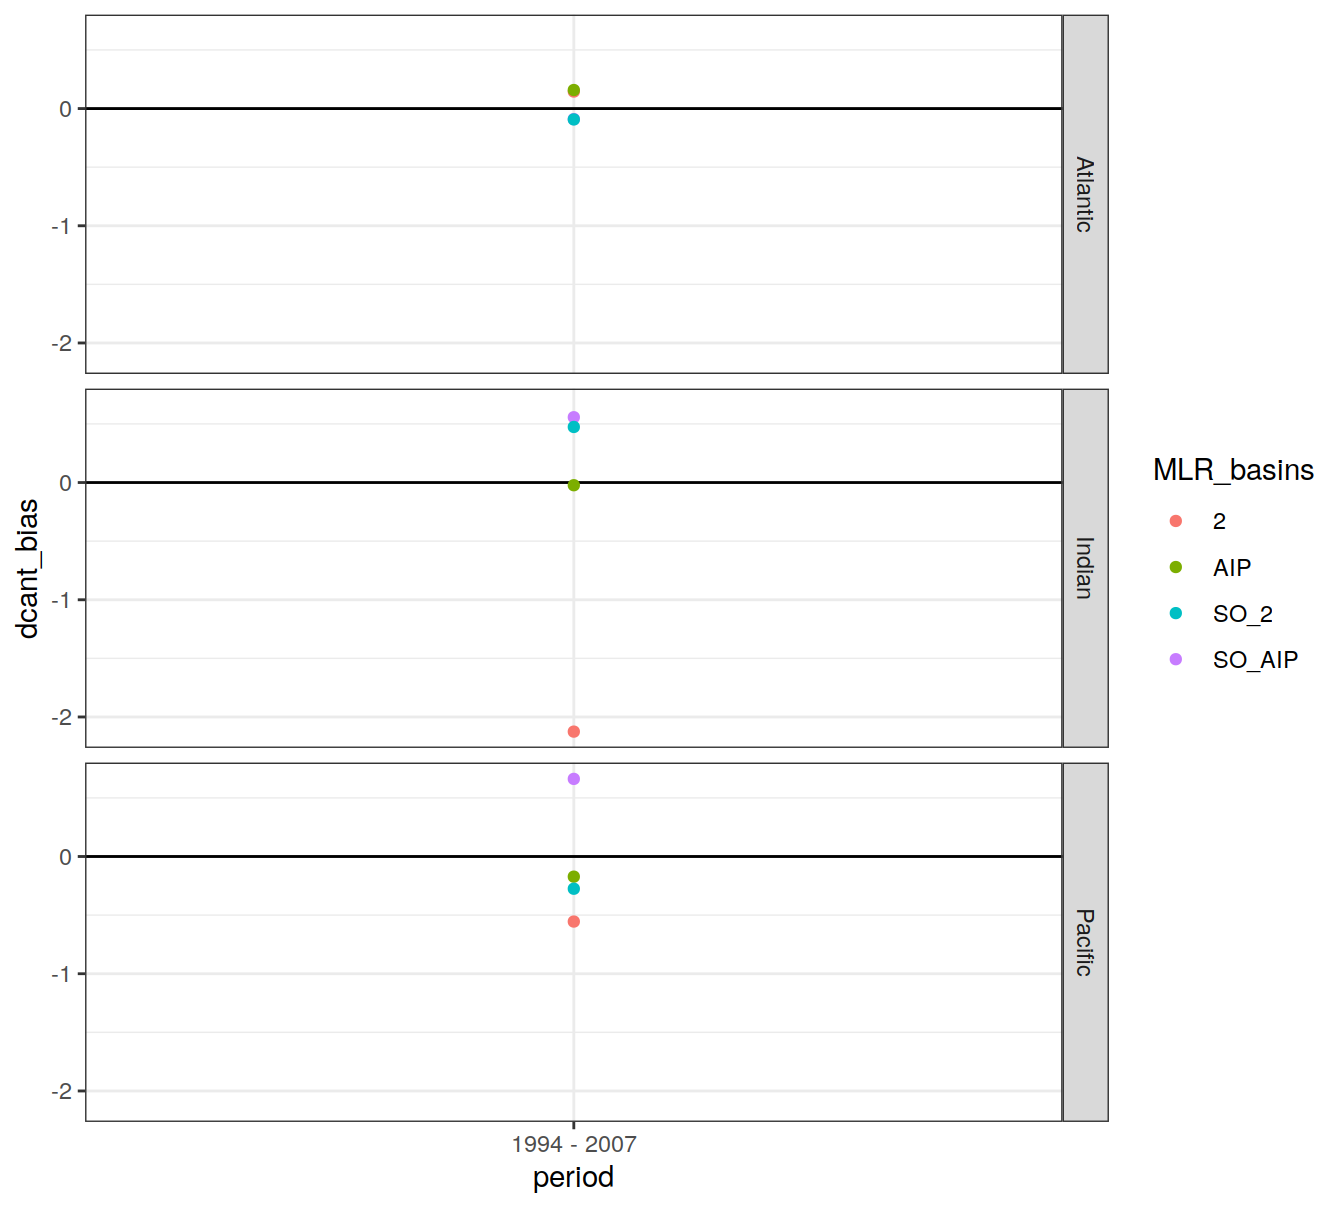 0
-1
-2
Atlantic
0
-1
-2
Indian
0
-1
-2
Pacific
dcant_bias
1994 - 2007
period
MLR_basins
2
AIP
SO_2
SO_AIP